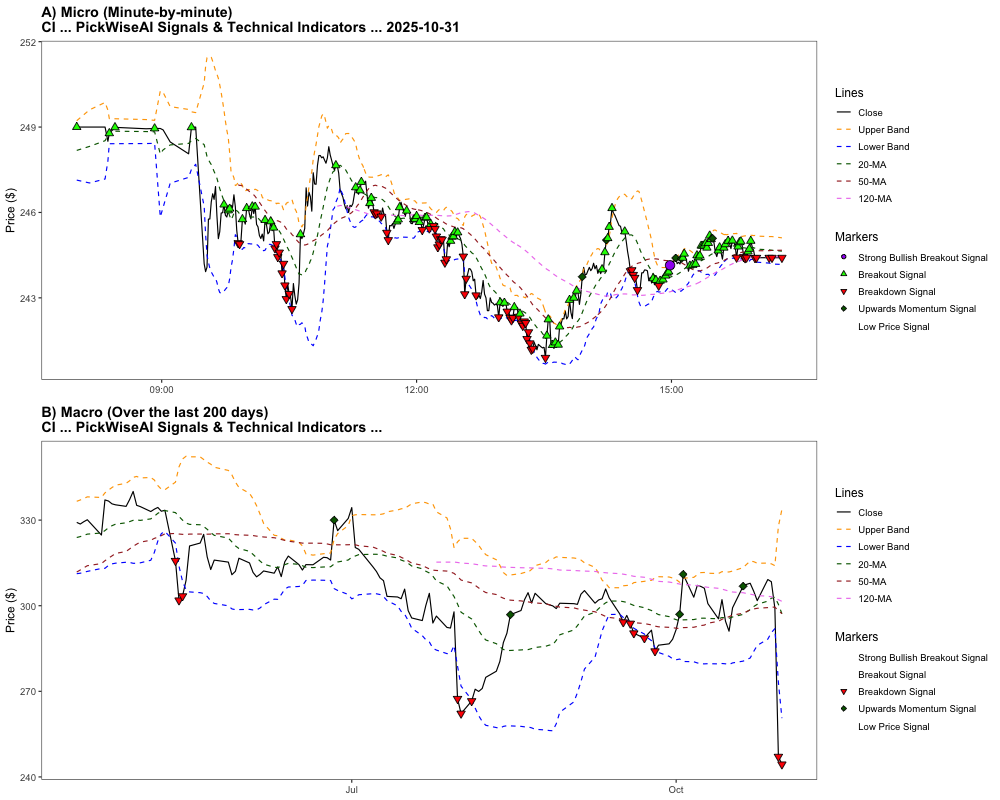 A) Micro (Minute-by-minute)
CI ... PickWiseAI Signals & Technical Indicators ... 2025-10-31
252
249
246
243
Price ($)
09:00
12:00
15:00
Lines
Close
Upper Band
Lower Band
20-MA
50-MA
120-MA
Markers
Strong Bullish Breakout Signal
Breakout Signal
Breakdown Signal
Upwards Momentum Signal
Low Price Signal
B) Macro (Over the last 200 days)
CI ... PickWiseAI Signals & Technical Indicators ...
330
300
270
240
Price ($)
Jul
Oct
Lines
Close
Upper Band
Lower Band
20-MA
50-MA
120-MA
Markers
Strong Bullish Breakout Signal
Breakout Signal
Breakdown Signal
Upwards Momentum Signal
Low Price Signal